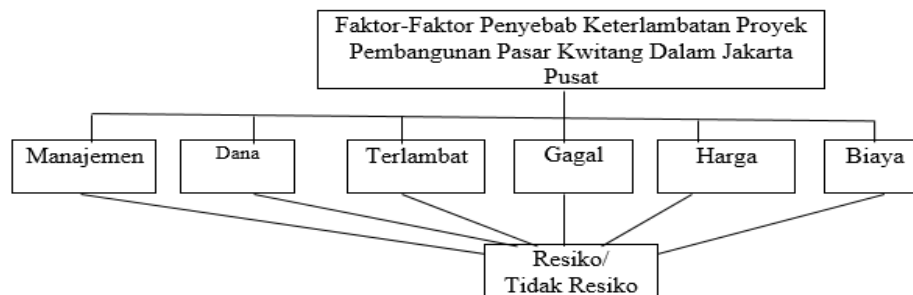 Faktor-Faktor Penyebab Keterlambatan Proyek
Pembangunan Pasar Kwitang Dalam Jakarta
Pusat
Manajemen
Dana
Terlambat
Gagal
Harga
Biaya
Resiko/
Tidak Resiko